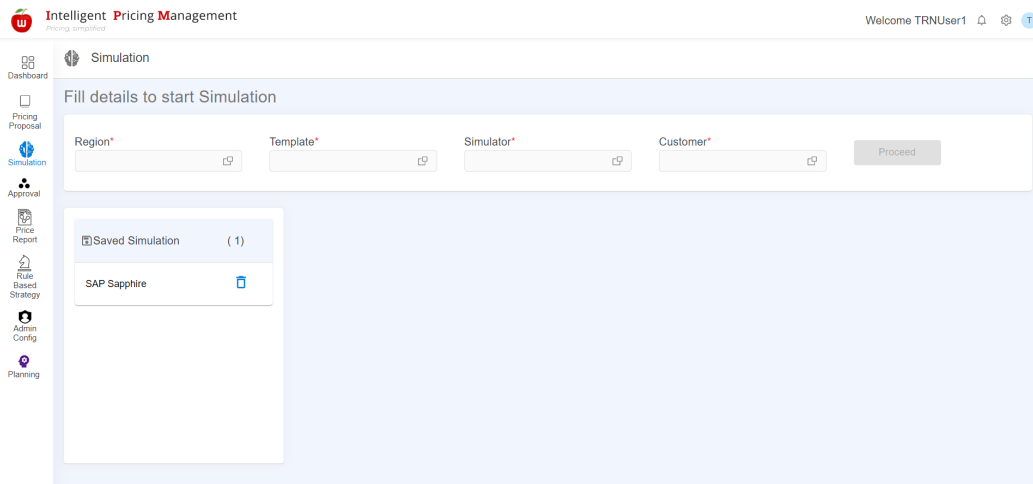 Intelligent Pricing Management
Pricing, simplified
Welcome TRNUser1
T
Dashboard
Pricing
Proposal
Simulation
Approval
Price
Report
Rule
Based
Strategy
Admin
Config
Planning
Simulation
Fill details to start Simulation
Region* Template* Simulator* Customer*
Proceed
Saved Simulation ( 1)
SAP Sapphire